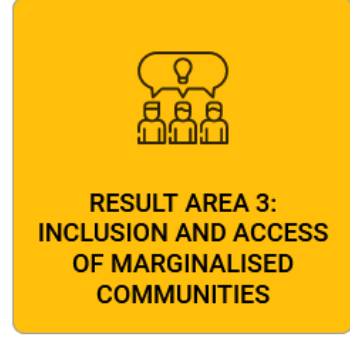 RESULT AREA 3:
INCLUSION AND ACCESS
OF MARGINALISED
COMMUNITIES